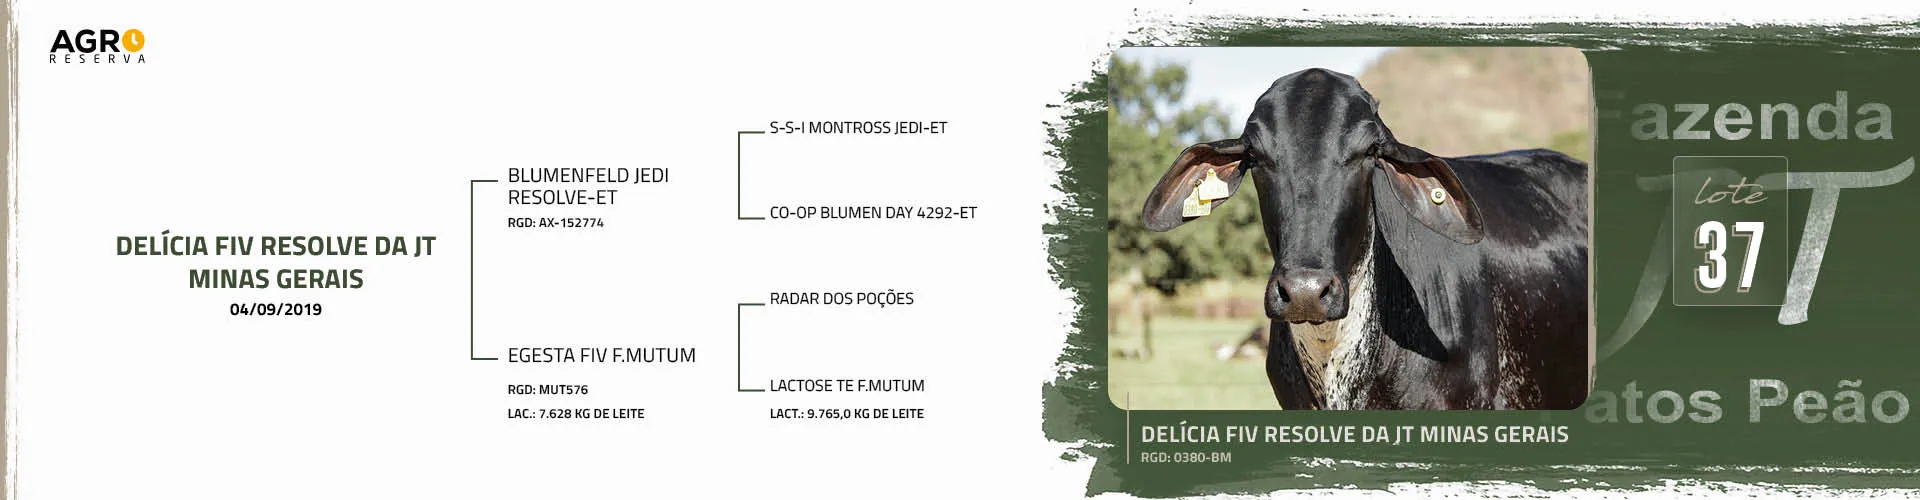 AGRO
RESERVA
DELÍCIA FIV RESOLVE DA JT
MINAS GERAIS
04/09/2019
BLUMENFELD JEDI
RESOLVE-ET
RGD: AX-152774
EGESTA FIV F.MUTUM
RGD: MUT576
LAC.: 7.628 KG DE LEITE
S-S-I MONTROSS JEDI-ET
CO-OP BLUMEN DAY 4292-ET
RADAR DOS POÇÕES
LACTOSE TE F.MUTUM
LACT.: 9.765,0 KG DE LEITE
Fazenda
JT
lote
37
atos Peão
DELÍCIA FIV RESOLVE DA JT MINAS GERAIS
RGD: 0380-BM